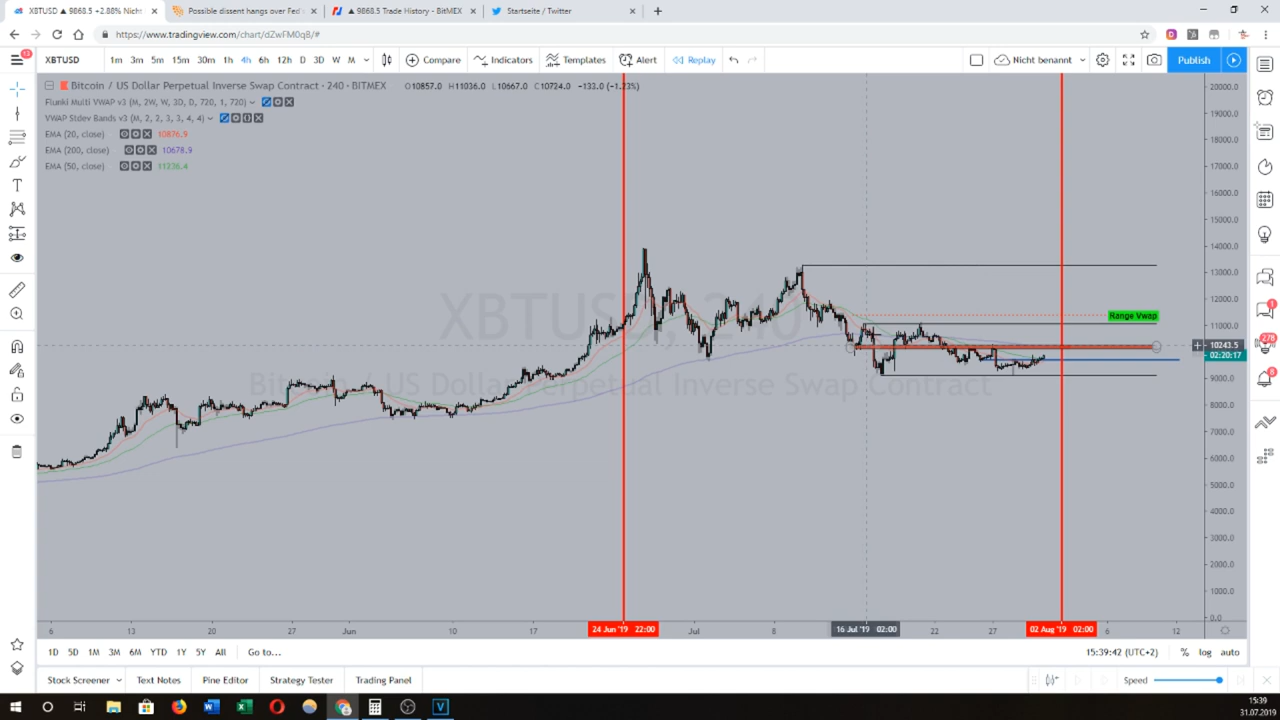 XBTUSD ▲ 9868.5 +2.88% Nicht
Possible dissent hangs over Fed'
▲ 9868.5 Trade History - BitMEX
Startseite / Twitter
https://www.tradingview.com/chart/dZwFM0q8/#
13
XBTUSD
1m 3m 5m 15m 30m 1h 4h 6h 12h D 3D W M
Compare
Indicators
Templates
Alert
Replay
Nicht benannt
Publish
Bitcoin / US Dollar Perpetual Inverse Swap Contract · 240 · BITMEX
O10857.0 H11036.0 L10667.0 C10724.0 -133.0 (-1.23%)
Flunki Multi VWAP v3 (M, 2W, W, 3D, D, 720, 1, 720)
VWAP Stdev Bands v3 (M, 2, 2, 3, 3, 4, 4)
EMA (20, close) 10876.9
EMA (200, close) 10678.9
EMA (50, close) 11236.4
XBTUSD, 240
Bitcoin / US Dollar Perpetual Inverse Swap Contract
Range Vwap
20000.0
19000.0
18000.0
17000.0
16000.0
15000.0
14000.0
13000.0
12000.0
11000.0
10243.5
02:20:17
9000.0
8000.0
7000.0
6000.0
5000.0
4000.0
3000.0
2000.0
1000.0
0.0
1
278
8
6 13 20 27 Jun 10 17 24 Jun '19 22:00 Jul 8 16 Jul '19 02:00 22 27 02 Aug '19 02:00 6 12
1D 5D 1M 3M 6M YTD 1Y 5Y All Go to...
15:39:42 (UTC+2) % log auto
Stock Screener Text Notes Pine Editor Strategy Tester Trading Panel
Speed
15:39
31.07.2019